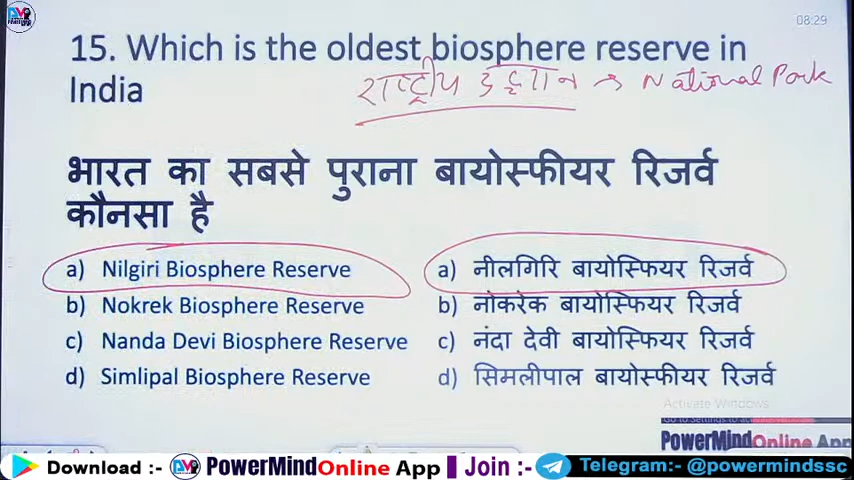 08:29
15. Which is the oldest biosphere reserve in
India
राष्ट्रीय उद्यान → National Park
भारत का सबसे पुराना बायोस्फीयर रिजर्व
कौनसा है
a) Nilgiri Biosphere Reserve
b) Nokrek Biosphere Reserve
c) Nanda Devi Biosphere Reserve
d) Simlipal Biosphere Reserve
a) नीलगिरि बायोस्फियर रिजर्व
b) नोकरेक बायोस्फियर रिजर्व
c) नंदा देवी बायोस्फियर रिजर्व
d) सिमलीपाल बायोस्फीयर रिजर्व
Activate Windows
PowerMindOnline App
Download :- PowerMindOnline App Join :- Telegram:- @powermindssc